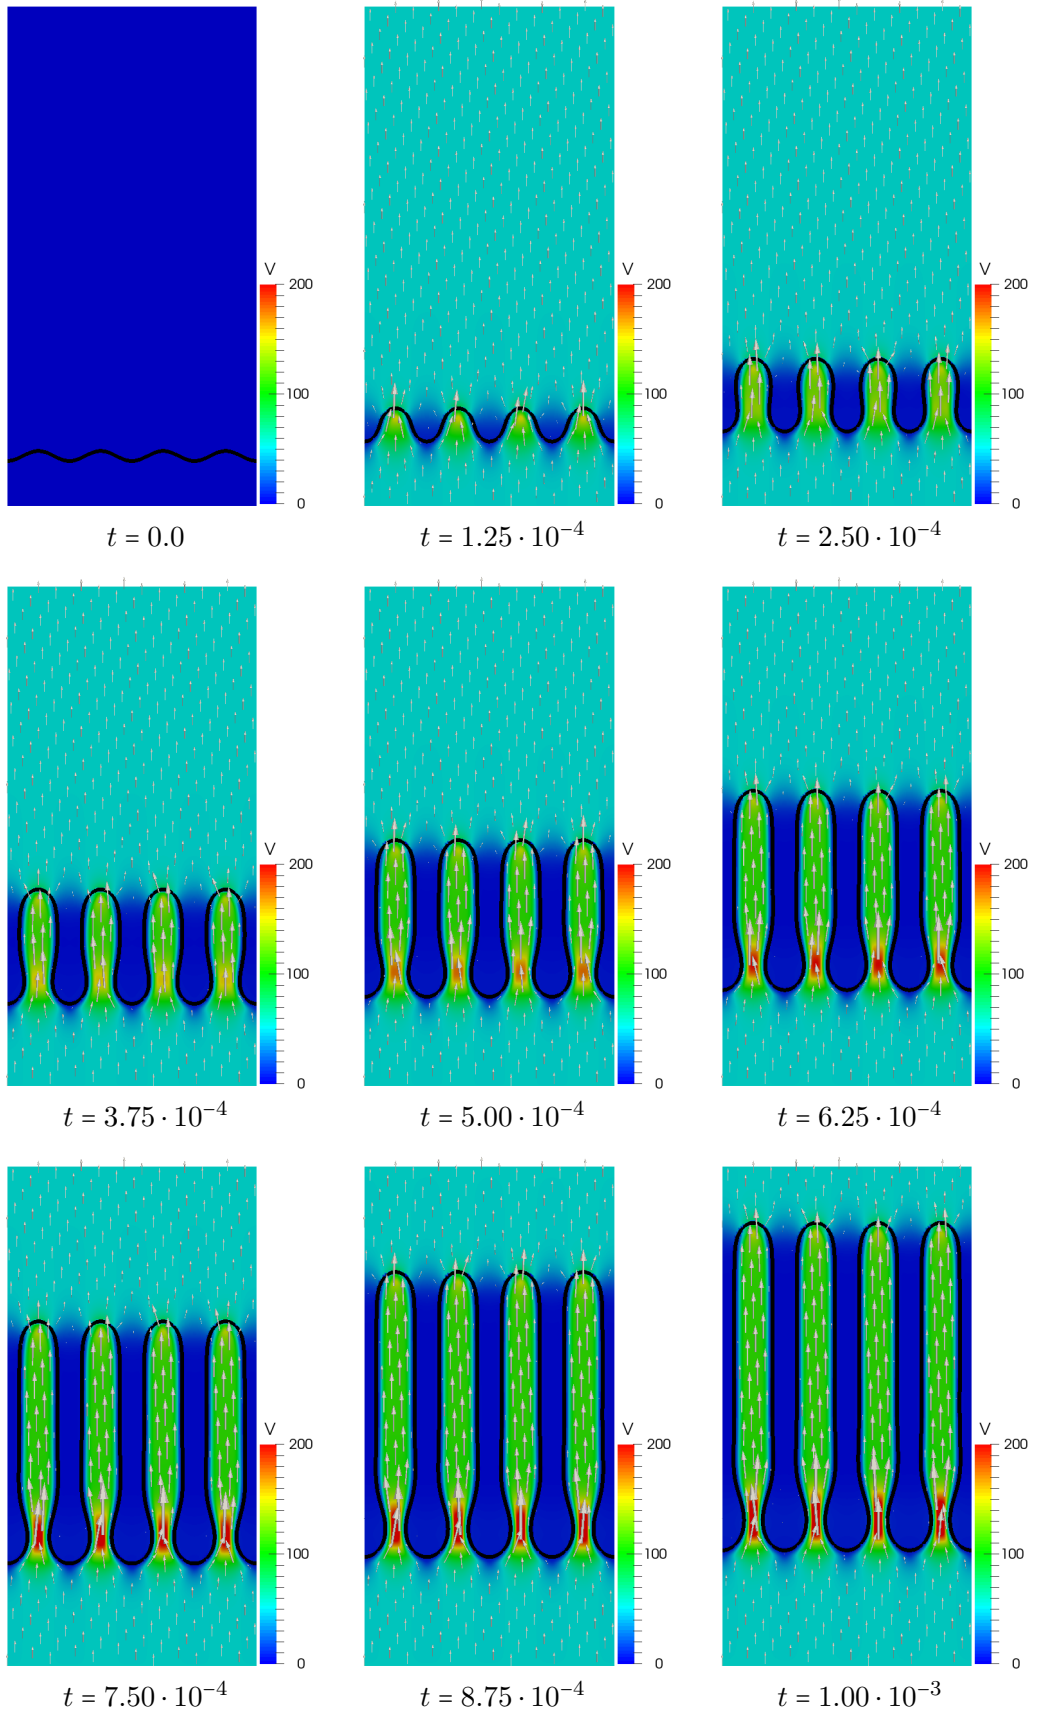 V
200
100
0
t = 0.0
V
200
100
0
t = 1.25 · 10⁻⁴
V
200
100
0
t = 2.50 · 10⁻⁴
V
200
100
0
t = 3.75 · 10⁻⁴
V
200
100
0
t = 5.00 · 10⁻⁴
V
200
100
0
t = 6.25 · 10⁻⁴
V
200
100
0
t = 7.50 · 10⁻⁴
V
200
100
0
t = 8.75 · 10⁻⁴
V
200
100
0
t = 1.00 · 10⁻³